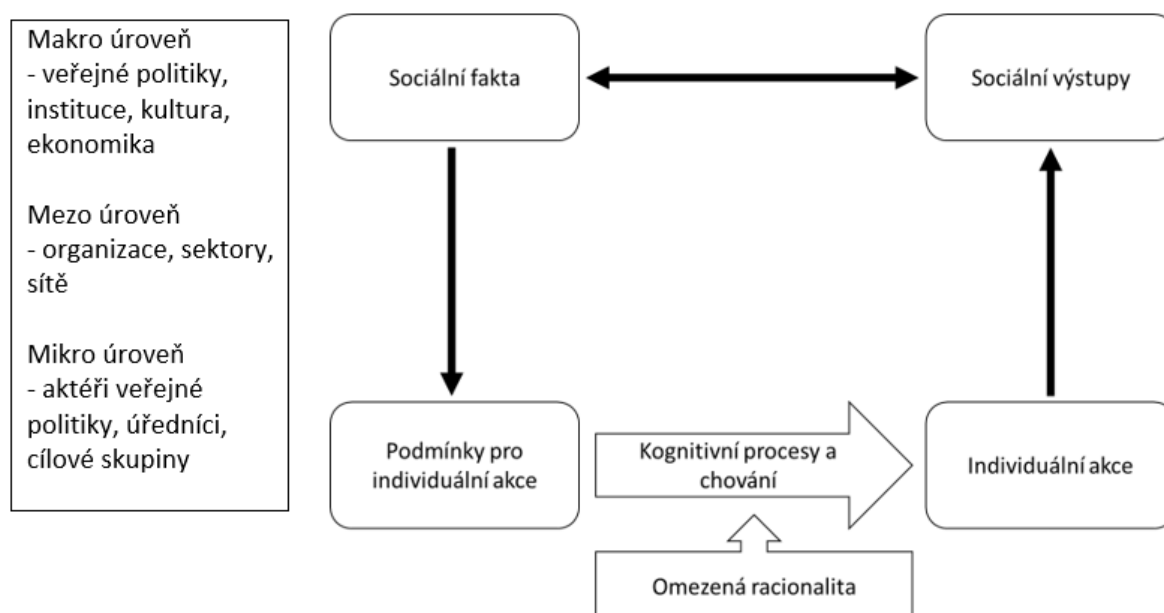 Makro úroveň
- veřejné politiky,
instituce, kultura,
ekonomika
Mezo úroveň
- organizace, sektory,
sítě
Mikro úroveň
- aktéři veřejné
politiky, úředníci,
cílové skupiny
Sociální fakta
Sociální výstupy
Podmínky pro
individuální akce
Kognitivní procesy a
chování
Individuální akce
Omezená racionalita